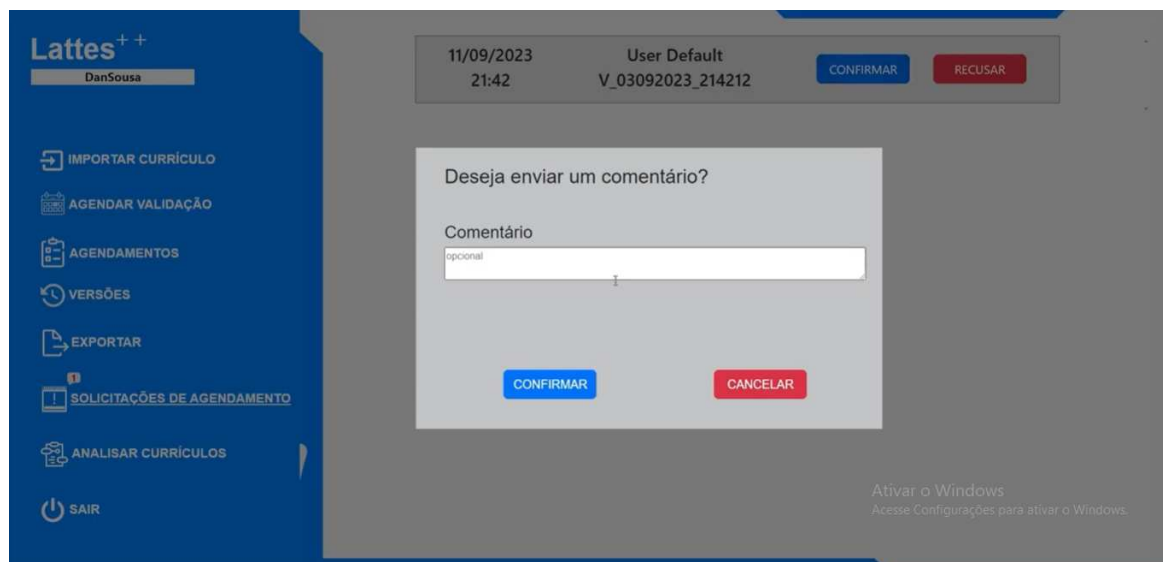 Lattes++
DanSousa
IMPORTAR CURRÍCULO
AGENDAR VALIDAÇÃO
AGENDAMENTOS
VERSÕES
EXPORTAR
1
SOLICITAÇÕES DE AGENDAMENTO
ANALISAR CURRÍCULOS
SAIR
11/09/2023
21:42
User Default
V_03092023_214212
CONFIRMAR
RECUSAR
Deseja enviar um comentário?
Comentário
opcional
CONFIRMAR
CANCELAR
Ativar o Windows
Acesse Configurações para ativar o Windows.